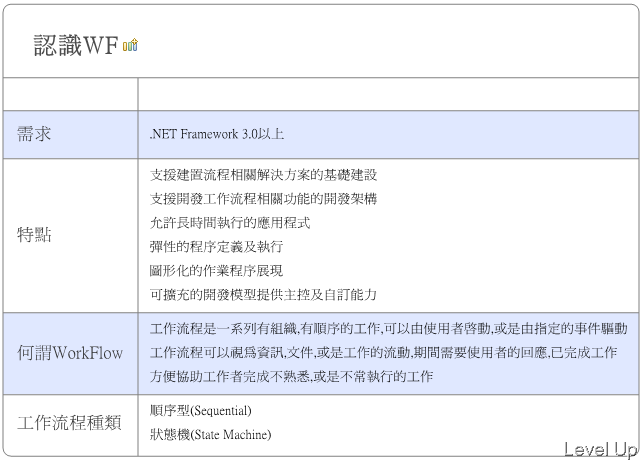 認識WF
需求
.NET Framework 3.0以上
特點
支援建置流程相關解決方案的基礎建設
支援開發工作流程相關功能的開發架構
允許長時間執行的應用程式
彈性的程序定義及執行
圖形化的作業程序展現
可擴充的開發模型提供主控及自訂能力
何謂WorkFlow
工作流程是一系列有組織,有順序的工作,可以由使用者啓動,或是由指定的事件驅動
工作流程可以視爲資訊,文件,或是工作的流動,期間需要使用者的回應,已完成工作
方便協助工作者完成不熟悉,或是不常執行的工作
工作流程種類
順序型(Sequential)
狀態機(State Machine)
Level Up